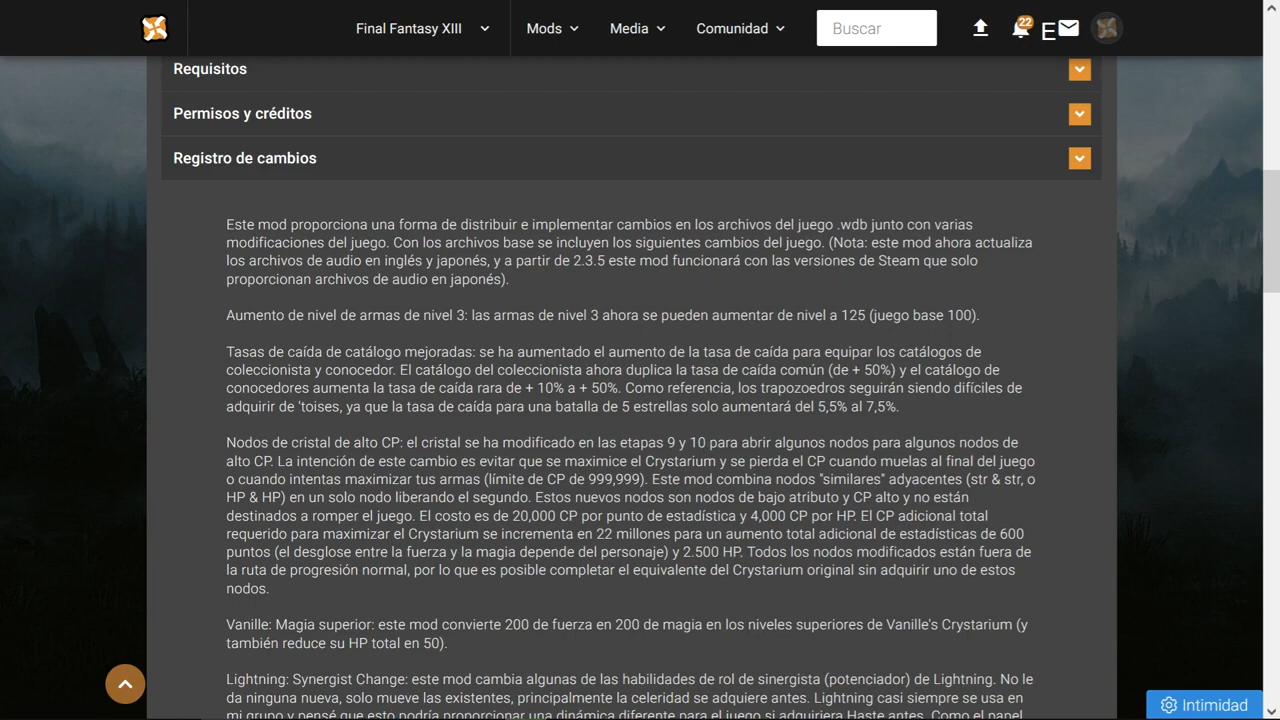 Final Fantasy XIII Mods Media Comunidad Buscar 22 E
Requisitos
Permisos y créditos
Registro de cambios
Este mod proporciona una forma de distribuir e implementar cambios en los archivos del juego .wdb junto con varias
modificaciones del juego. Con los archivos base se incluyen los siguientes cambios del juego. (Nota: este mod ahora actualiza
los archivos de audio en inglés y japonés, y a partir de 2.3.5 este mod funcionará con las versiones de Steam que solo
proporcionan archivos de audio en japonés).
Aumento de nivel de armas de nivel 3: las armas de nivel 3 ahora se pueden aumentar de nivel a 125 (juego base 100).
Tasas de caída de catálogo mejoradas: se ha aumentado el aumento de la tasa de caída para equipar los catálogos de
coleccionista y conocedor. El catálogo del coleccionista ahora duplica la tasa de caída común (de + 50%) y el catálogo de
conocedores aumenta la tasa de caída rara de + 10% a + 50%. Como referencia, los trapozoedros seguirán siendo difíciles de
adquirir de 'toises, ya que la tasa de caída para una batalla de 5 estrellas solo aumentará del 5,5% al 7,5%.
Nodos de cristal de alto CP: el cristal se ha modificado en las etapas 9 y 10 para abrir algunos nodos para algunos nodos de
alto CP. La intención de este cambio es evitar que se maximice el Crystarium y se pierda el CP cuando muelas al final del juego
o cuando intentas maximizar tus armas (límite de CP de 999,999). Este mod combina nodos "similares" adyacentes (str & str, o
HP & HP) en un solo nodo liberando el segundo. Estos nuevos nodos son nodos de bajo atributo y CP alto y no están
destinados a romper el juego. El costo es de 20,000 CP por punto de estadística y 4,000 CP por HP. El CP adicional total
requerido para maximizar el Crystarium se incrementa en 22 millones para un aumento total adicional de estadísticas de 600
puntos (el desglose entre la fuerza y la magia depende del personaje) y 2.500 HP. Todos los nodos modificados están fuera de
la ruta de progresión normal, por lo que es posible completar el equivalente del Crystarium original sin adquirir uno de estos
nodos.
Vanille: Magia superior: este mod convierte 200 de fuerza en 200 de magia en los niveles superiores de Vanille's Crystarium (y
también reduce su HP total en 50).
Lightning: Synergist Change: este mod cambia algunas de las habilidades de rol de sinergista (potenciador) de Lightning. No le
da ninguna nueva, solo mueve las existentes, principalmente la celeridad se adquiere antes. Lightning casi siempre se usa en
mi grupo y pensé que esto podría proporcionar una dinámica diferente para el juego si adquiriera Haste antes. Como el panel
Intimidad